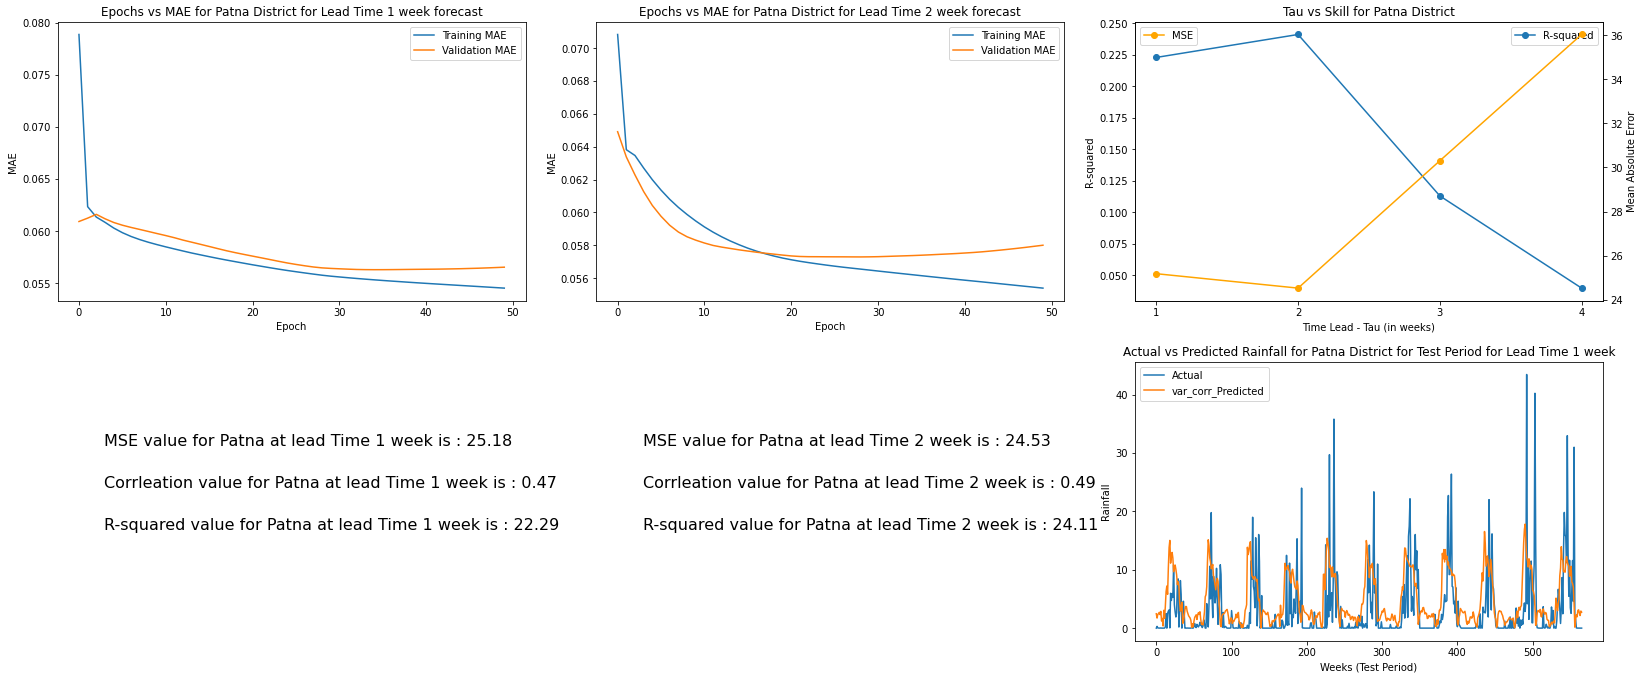 Epochs vs MAE for Patna District for Lead Time 1 week forecast
0.080
0.075
0.070
0.065
0.060
0.055
MAE
Training MAE
Validation MAE
0
10
20
30
40
50
Epoch
Epochs vs MAE for Patna District for Lead Time 2 week forecast
0.070
0.068
0.066
0.064
0.062
0.060
0.058
0.056
MAE
Training MAE
Validation MAE
0
10
20
30
40
50
Epoch
Tau vs Skill for Patna District
0.250
0.225
0.200
0.175
0.150
0.125
0.100
0.075
0.050
R-squared
MSE
R-squared
36
34
32
30
28
26
24
Mean Absolute Error
1
2
3
4
Time Lead - Tau (in weeks)
MSE value for Patna at lead Time 1 week is : 25.18
Corrleation value for Patna at lead Time 1 week is : 0.47
R-squared value for Patna at lead Time 1 week is : 22.29
MSE value for Patna at lead Time 2 week is : 24.53
Corrleation value for Patna at lead Time 2 week is : 0.49
R-squared value for Patna at lead Time 2 week is : 24.11
Actual vs Predicted Rainfall for Patna District for Test Period for Lead Time 1 week
Actual
var_corr_Predicted
40
30
20
10
0
Rainfall
0
100
200
300
400
500
Weeks (Test Period)